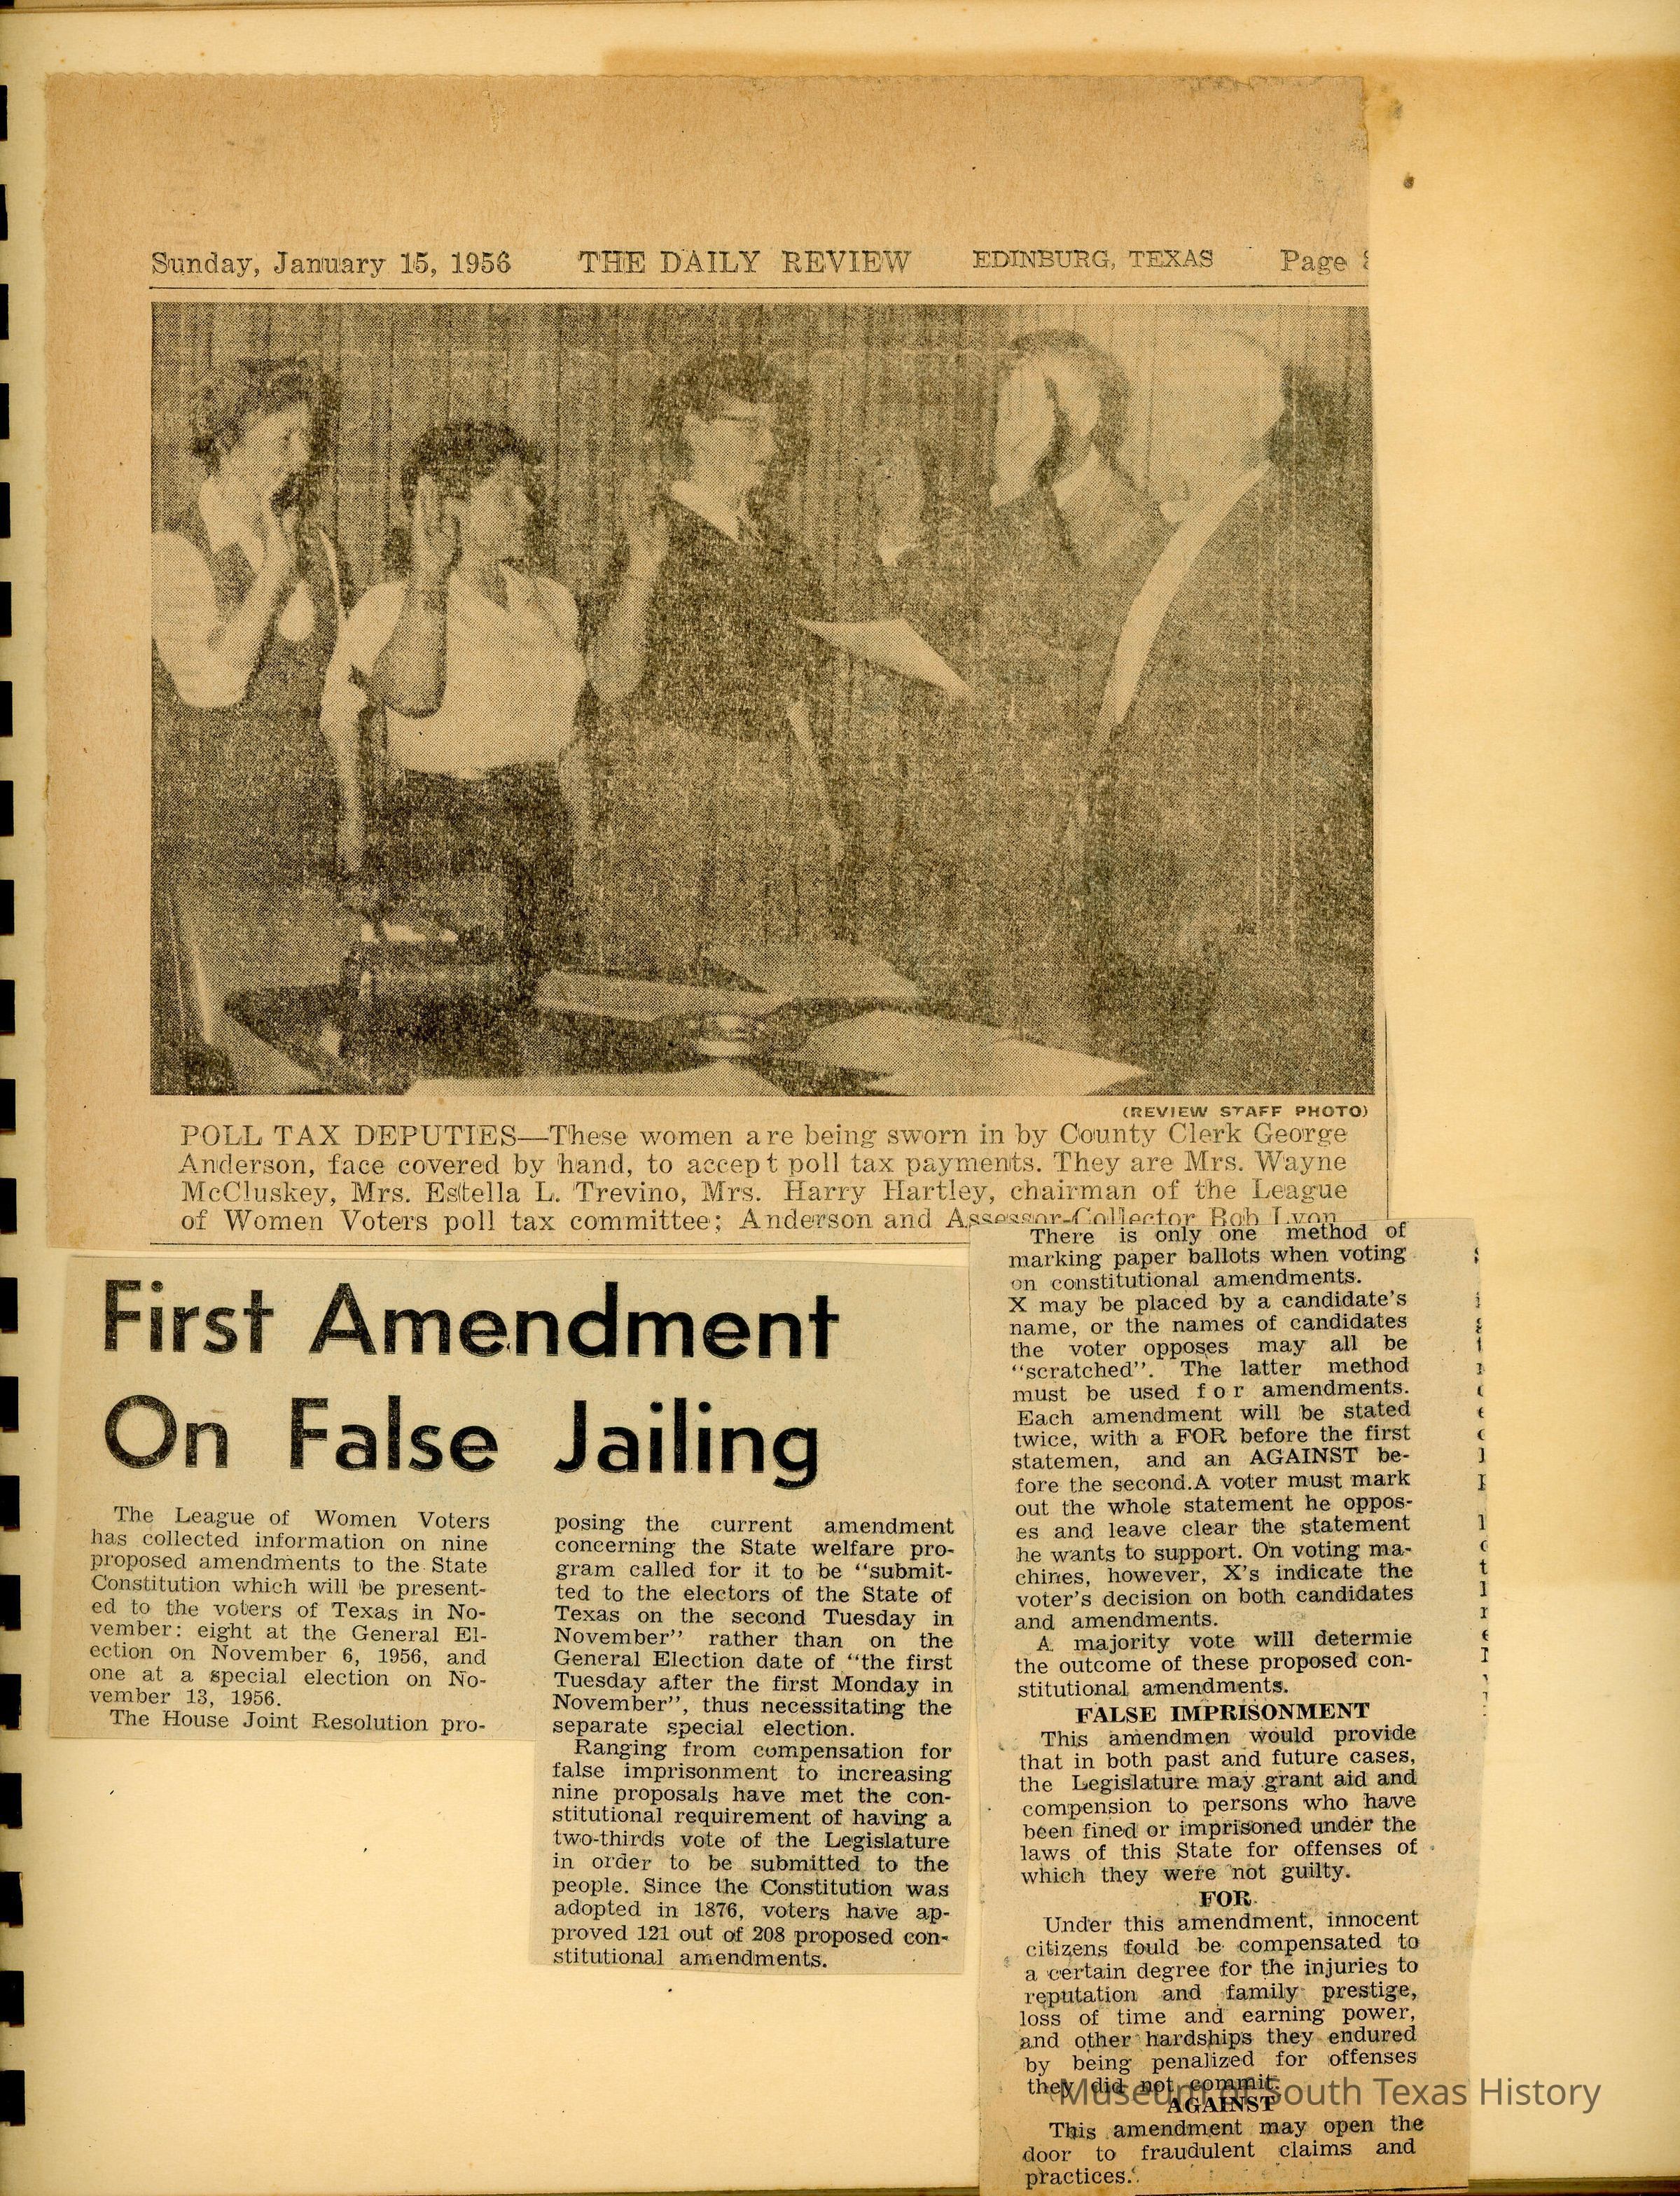 Sunday, January 15, 1956 THE DAILY REVIEW EDINBURG, TEXAS Page
(REVIEW STAFF PHOTO)
POLL TAX DEPUTIES—These women are being sworn in by County Clerk George
Anderson, face covered by hand, to accept poll tax payments. They are Mrs. Wayne
McCluskey, Mrs. Estella L. Trevino, Mrs. Harry Hartley, chairman of the League
of Women Voters poll tax committee; Anderson and Assessor-Collector Bob Lyon
First Amendment
On False Jailing
The League of Women Voters
has collected information on nine
proposed amendments to the State
Constitution which will be present-
ed to the voters of Texas in No-
vember: eight at the General El-
ection on November 6, 1956, and
one at a special election on No-
vember 13, 1956.
The House Joint Resolution pro-
posing the current amendment
concerning the State welfare pro-
gram called for it to be "submit-
ted to the electors of the State of
Texas on the second Tuesday in
November" rather than on the
General Election date of "the first
Tuesday after the first Monday in
November", thus necessitating the
separate special election.
Ranging from compensation for
false imprisonment to increasing
nine proposals have met the con-
stitutional requirement of having a
two-thirds vote of the Legislature
in order to be submitted to the
people. Since the Constitution was
adopted in 1876, voters have ap-
proved 121 out of 208 proposed con-
stitutional amendments.
There is only one method of
marking paper ballots when voting
on constitutional amendments.
X may be placed by a candidate's
name, or the names of candidates
the voter opposes may all be
"scratched". The latter method
must be used for amendments.
Each amendment will be stated
twice, with a FOR before the first
statemen, and an AGAINST be-
fore the second.A voter must mark
out the whole statement he oppos-
es and leave clear the statement
he wants to support. On voting ma-
chines, however, X's indicate the
voter's decision on both candidates
and amendments.
A majority vote will determie
the outcome of these proposed con-
stitutional amendments.
FALSE IMPRISONMENT
This amendmen would provide
that in both past and future cases,
the Legislature may grant aid and
compension to persons who have
been fined or imprisoned under the
laws of this State for offenses of
which they were not guilty.
FOR
Under this amendment, innocent
citizens fould be compensated to
a certain degree for the injuries to
reputation and family prestige,
loss of time and earning power,
and other hardships they endured
by being penalized for offenses
they did not commit.
AGAINST
This amendment may open the
door to fraudulent claims and
practices.
Museum of South Texas History